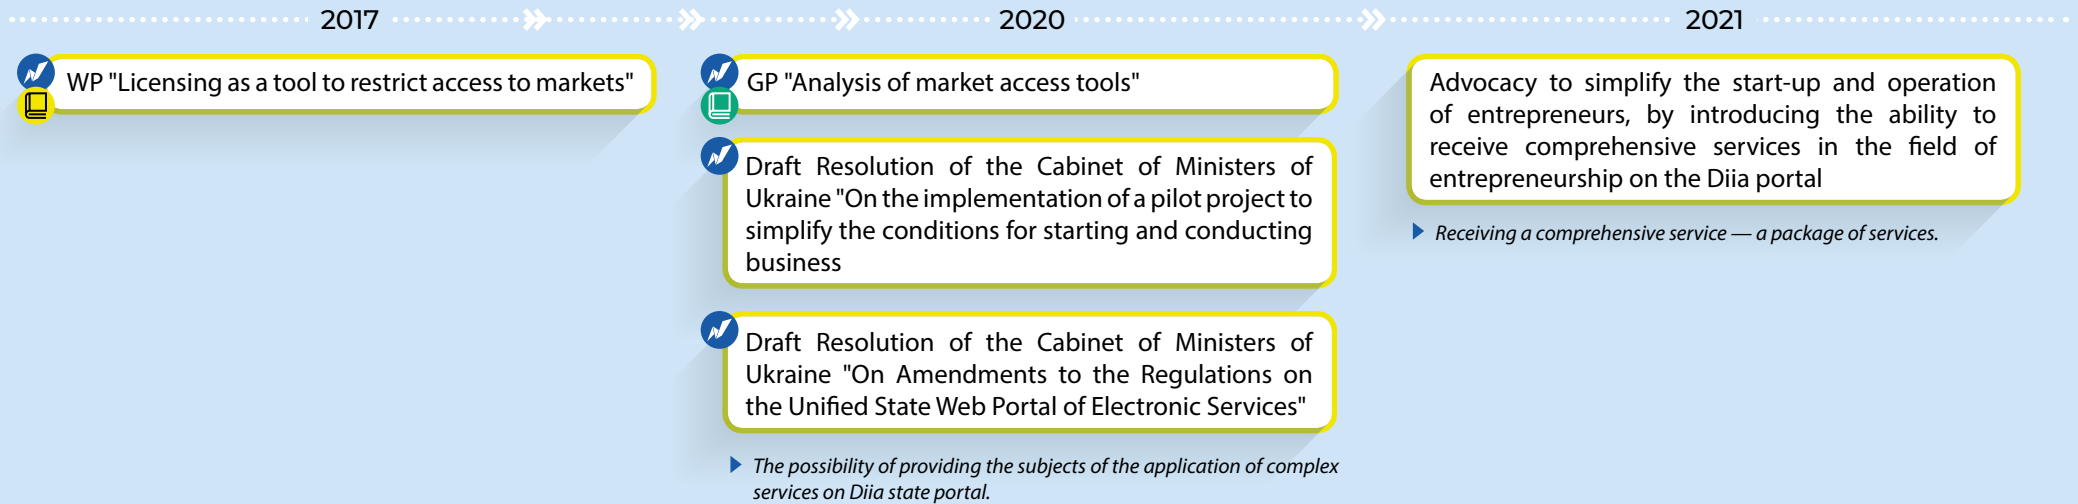 2017
2020
2021
WP "Licensing as a tool to restrict access to markets"
GP "Analysis of market access tools"
Draft Resolution of the Cabinet of Ministers of
Ukraine "On the implementation of a pilot project to
simplify the conditions for starting and conducting
business
Draft Resolution of the Cabinet of Ministers of
Ukraine "On Amendments to the Regulations on
the Unified State Web Portal of Electronic Services"
The possibility of providing the subjects of the application of complex
services on Diia state portal.
Advocacy to simplify the start-up and operation
of entrepreneurs, by introducing the ability to
receive comprehensive services in the field of
entrepreneurship on the Diia portal
Receiving a comprehensive service — a package of services.